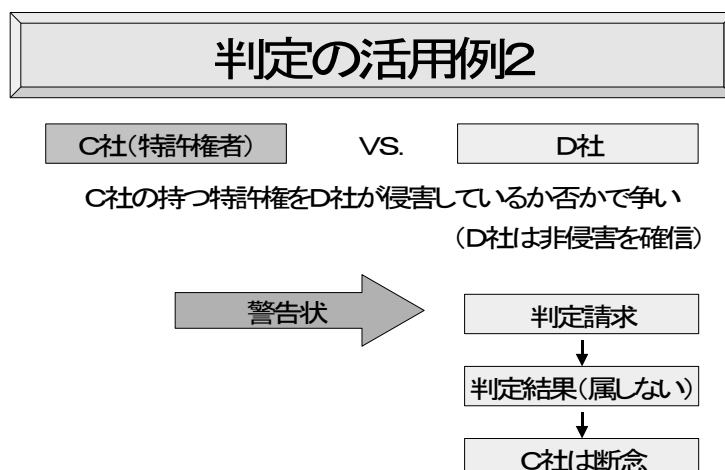 判定の活用例2
C社(特許権者) VS. D社
C社の持つ特許権をD社が侵害しているか否かで争い
(D社は非侵害を確信)
警告状
判定請求
判定結果(属しない)
C社は断念